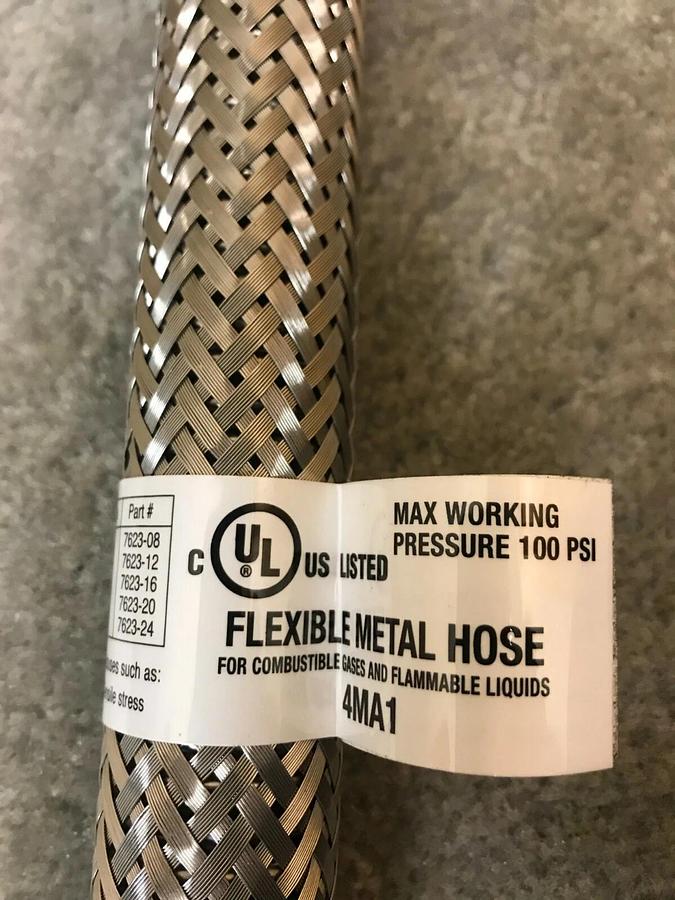 Part #
7623-08
7623-12
7623-16
7623-20
7623-24
such as:
stress
C UL® US LISTED
MAX WORKING
PRESSURE 100 PSI
FLEXIBLE METAL HOSE
FOR COMBUSTIBLE GASES AND FLAMMABLE LIQUIDS
4MA1